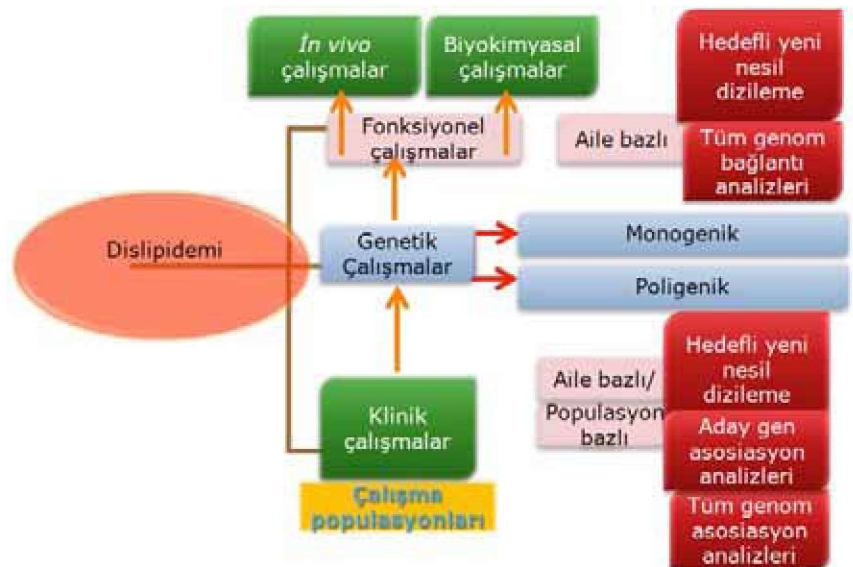 İn vivo
çalışmalar
Biyokimyasal
çalışmalar
Hedefli yeni
nesil
dizileme
Fonksiyonel
çalışmalar
Aile bazlı
Tüm genom
bağlantı
analizleri
Dislipidemi
Genetik
Çalışmalar
Monogenik
Poligenik
Klinik
çalışmalar
Çalışma
populasyonları
Aile bazlı/
Populasyon
bazlı
Hedefli yeni
nesil
dizileme
Aday gen
asosiasyon
analizleri
Tüm genom
asosiasyon
analizleri